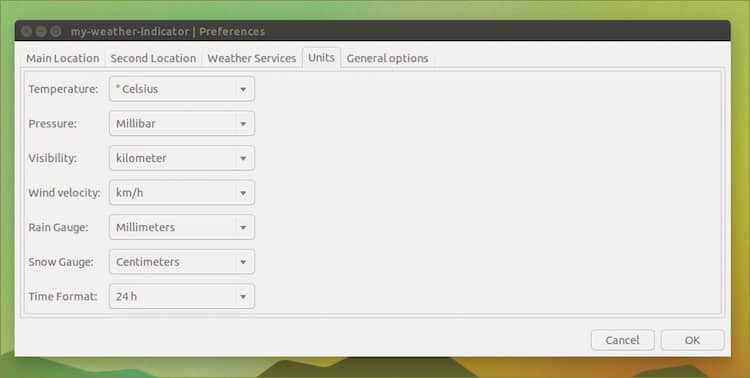 my-weather-indicator | Preferences
Main Location Second Location Weather Services Units General options
Temperature: ° Celsius
Pressure: Millibar
Visibility: kilometer
Wind velocity: km/h
Rain Gauge: Millimeters
Snow Gauge: Centimeters
Time Format: 24 h
Cancel OK